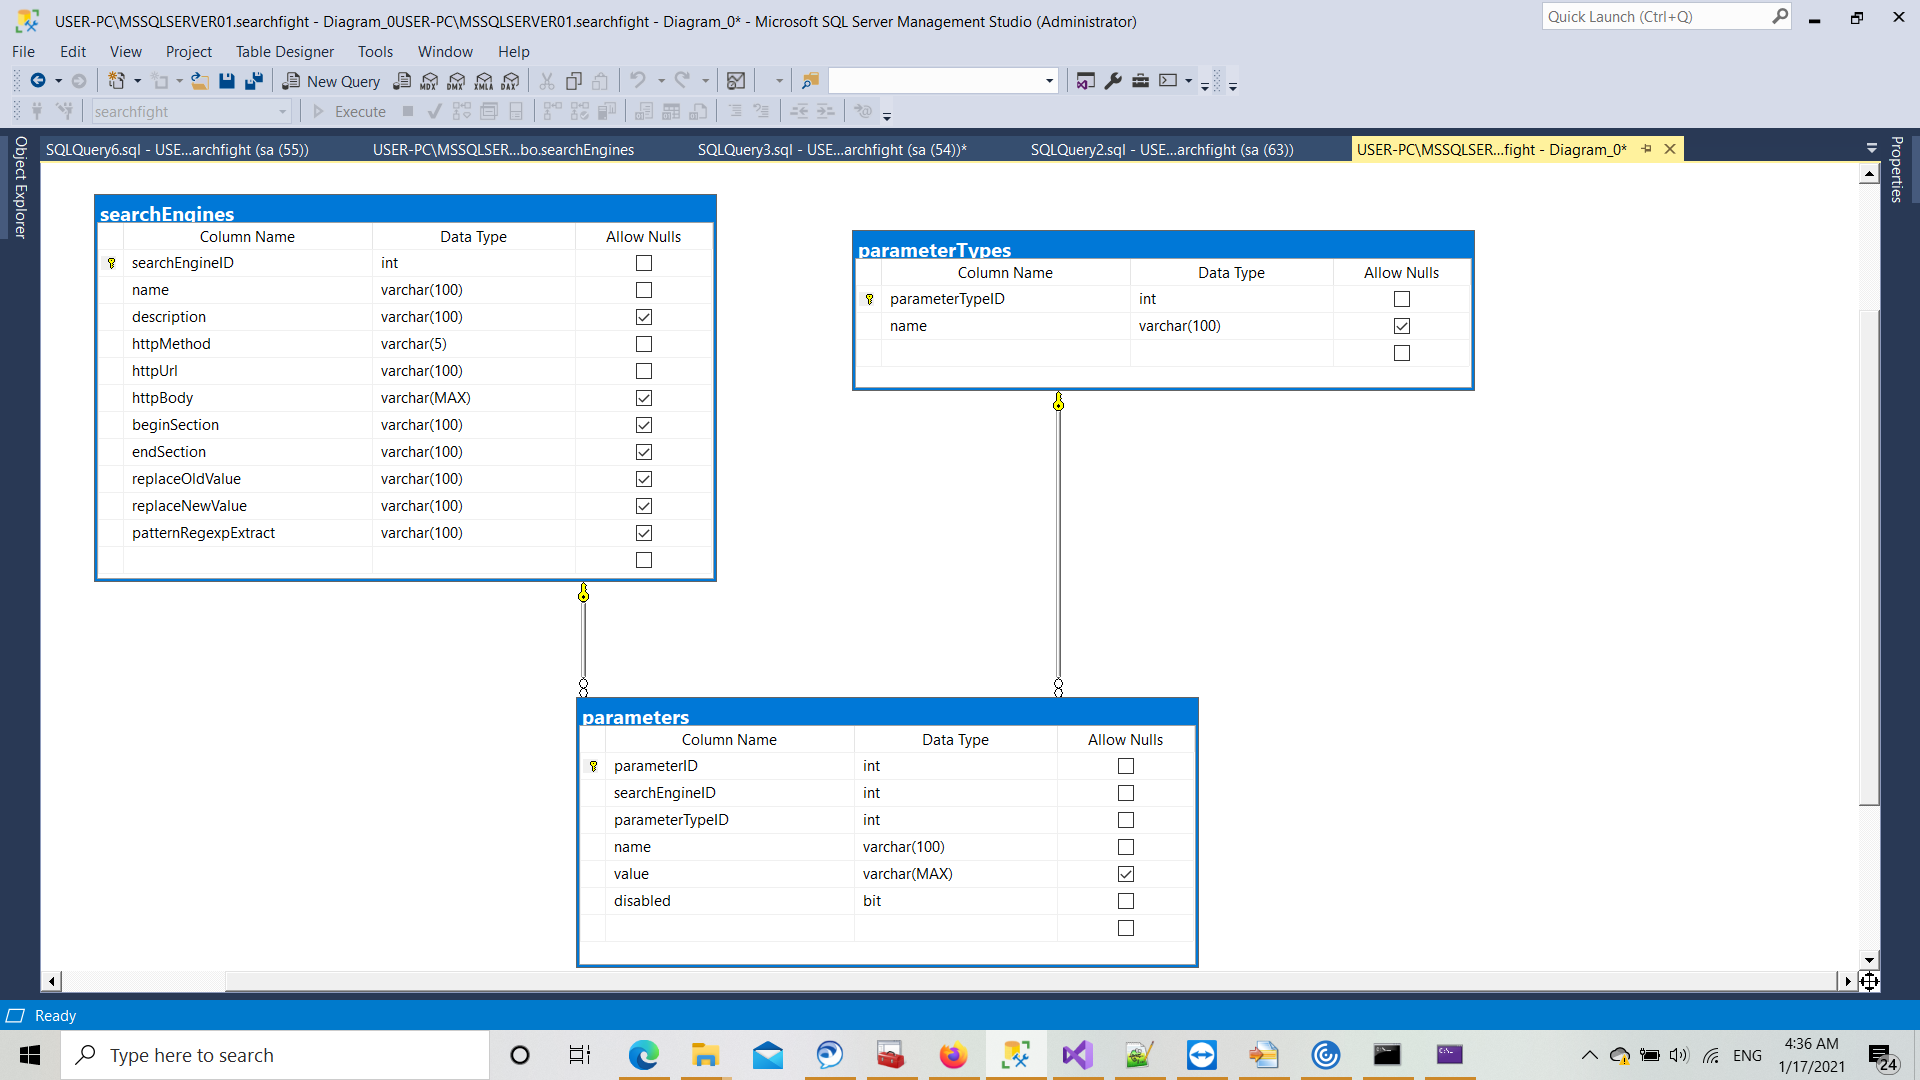 USER-PC\MSSQLSERVER01.searchfight - Diagram_0USER-PC\MSSQLSERVER01.searchfight - Diagram_0* - Microsoft SQL Server Management Studio (Administrator)
Quick Launch (Ctrl+Q)
File Edit View Project Table Designer Tools Window Help
New Query MDX DMX XMLA DAX
searchfight Execute
Object Explorer
SQLQuery6.sql - USE...archfight (sa (55)) USER-PC\MSSQLSER...bo.searchEngines SQLQuery3.sql - USE...archfight (sa (54))* SQLQuery2.sql - USE...archfight (sa (63)) USER-PC\MSSQLSER...fight - Diagram_0*
Properties
searchEngines
Column Name Data Type Allow Nulls
searchEngineID int
name varchar(100)
description varchar(100)
httpMethod varchar(5)
httpUrl varchar(100)
httpBody varchar(MAX)
beginSection varchar(100)
endSection varchar(100)
replaceOldValue varchar(100)
replaceNewValue varchar(100)
patternRegexpExtract varchar(100)
parameterTypes
Column Name Data Type Allow Nulls
parameterTypeID int
name varchar(100)
parameters
Column Name Data Type Allow Nulls
parameterID int
searchEngineID int
parameterTypeID int
name varchar(100)
value varchar(MAX)
disabled bit
Ready
Type here to search
ENG
4:36 AM
1/17/2021
24